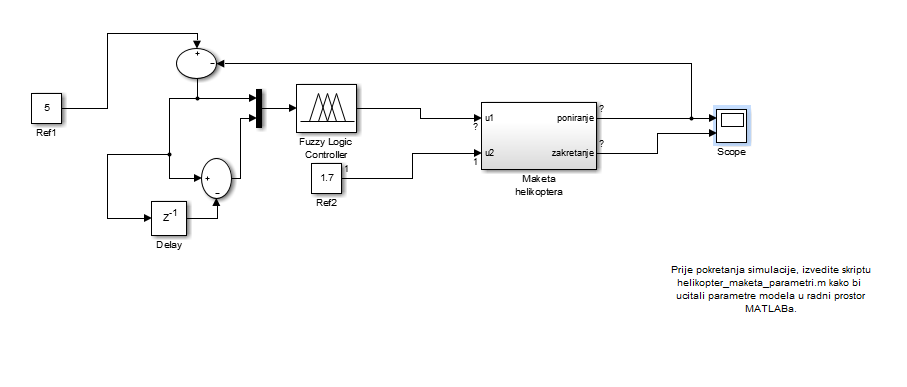 +
-
5
Ref1
Fuzzy Logic
Controller
?
u1
poniranje
?
u2
zakretanje
1
?
Maketa
helikoptera
Scope
+
-
1.7
1
Ref2
z-1
Delay
Prije pokretanja simulacije, izvedite skriptu
helikopter_maketa_parametri.m kako bi
ucitali parametre modela u radni prostor
MATLABa.